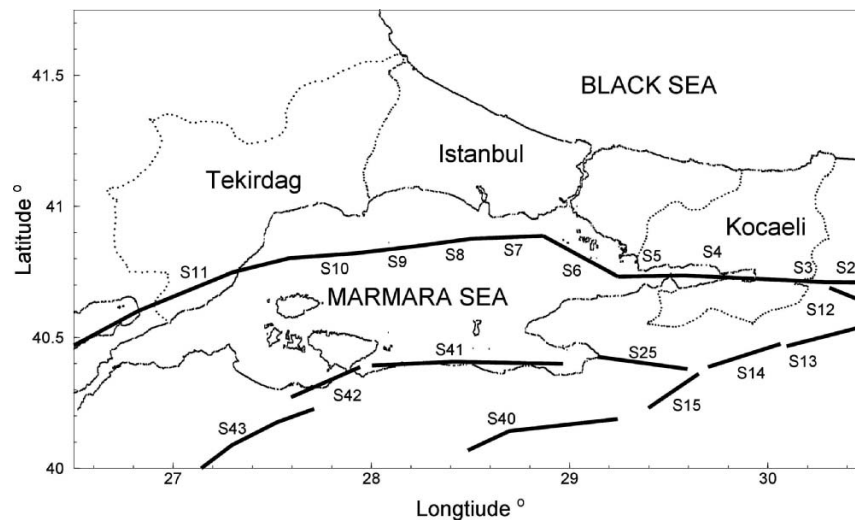 41.5
BLACK SEA
Istanbul
Tekirdag
41
Kocaeli
Latitude °
S5
S4
S7
S8
S9
S10
S11
S6
S3
S2
MARMARA SEA
S12
40.5
S41
S25
S13
S14
S42
S15
S40
S43
40
27
28
29
30
Longtiude °